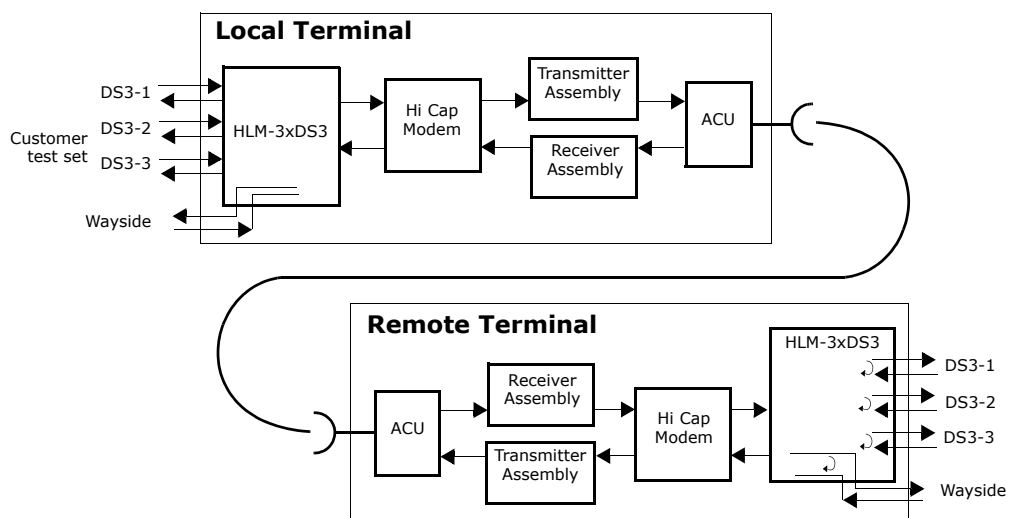 Local Terminal
DS3-1
DS3-2
DS3-3
Customer
test set
Wayside
HLM-3xDS3
Hi Cap
Modem
Transmitter
Assembly
Receiver
Assembly
ACU
Remote Terminal
ACU
Receiver
Assembly
Transmitter
Assembly
Hi Cap
Modem
HLM-3xDS3
DS3-1
DS3-2
DS3-3
Wayside